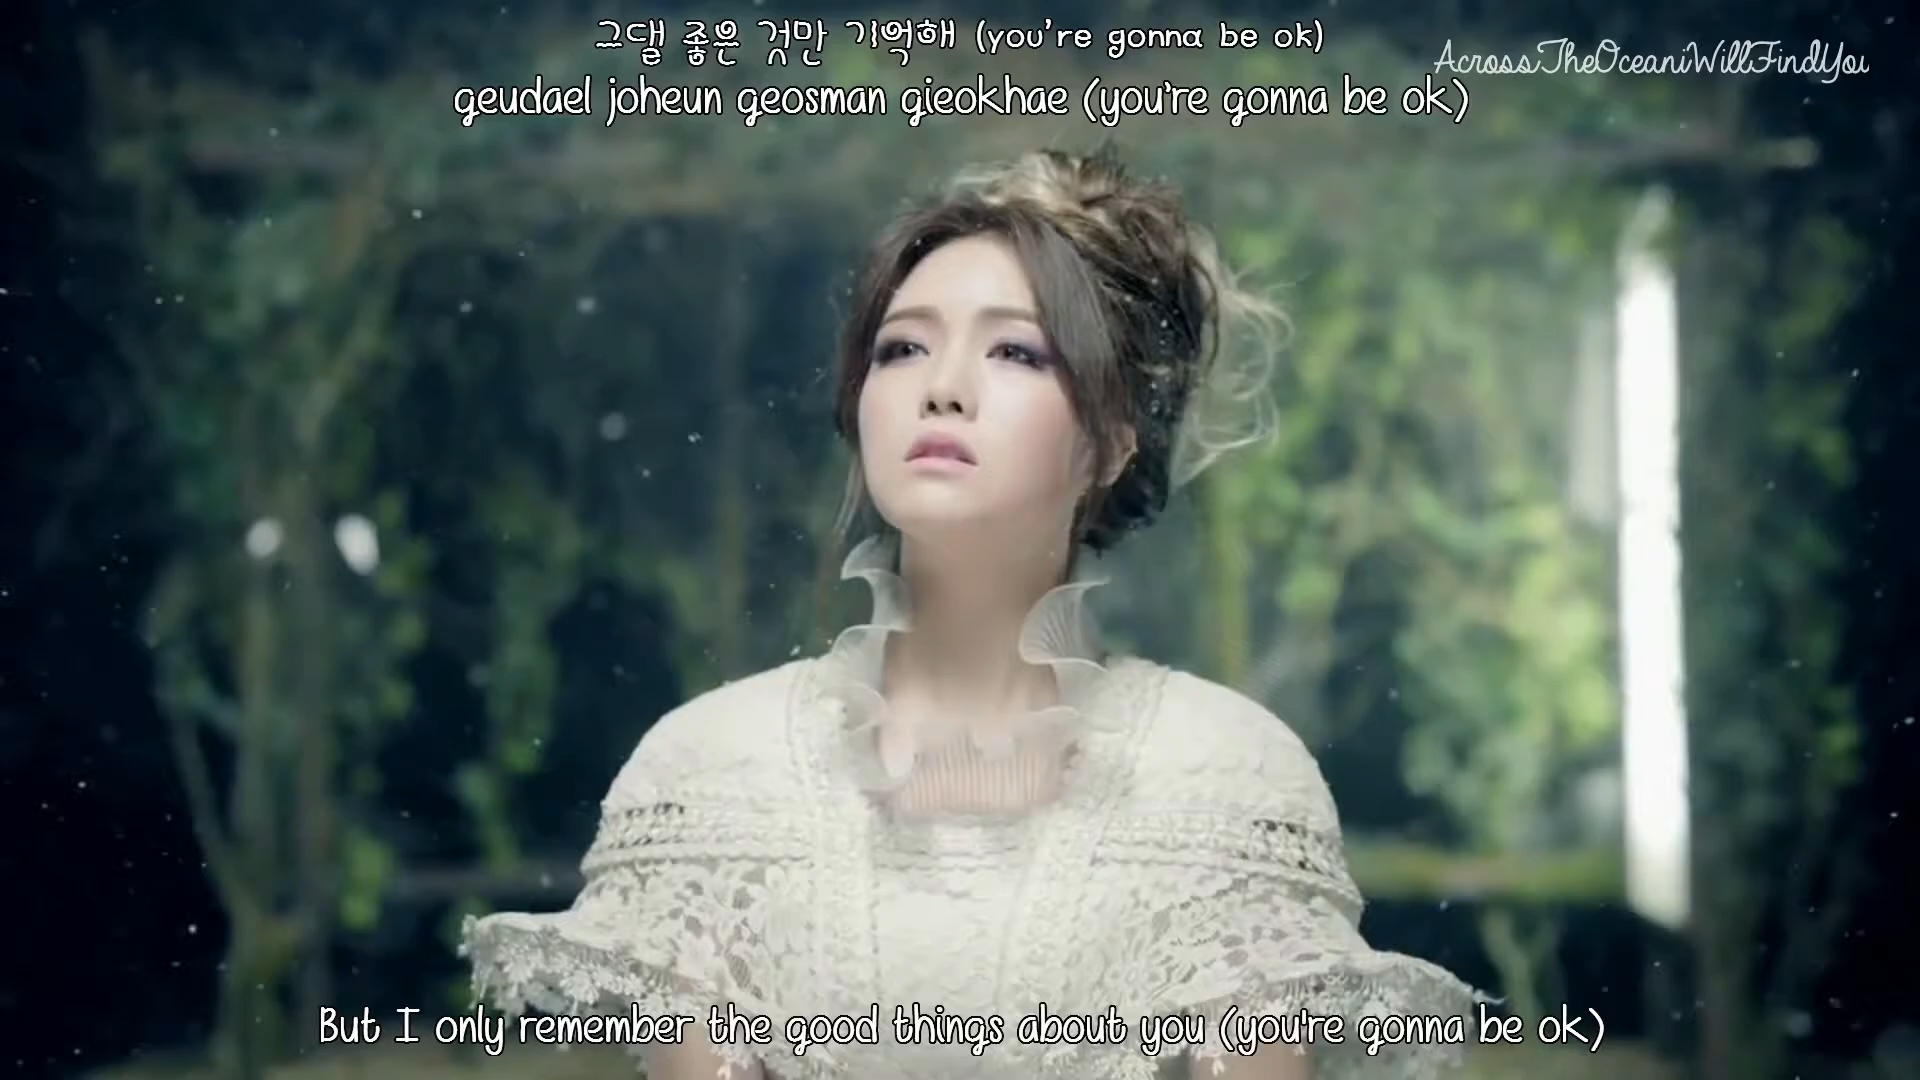 그댈 좋은 것만 기억해 (you're gonna be ok)
AcrossTheOceaniWillFindYou
geudael joheun geosman gieokhae (you're gonna be ok)
But I only remember the good things about you (you're gonna be ok)